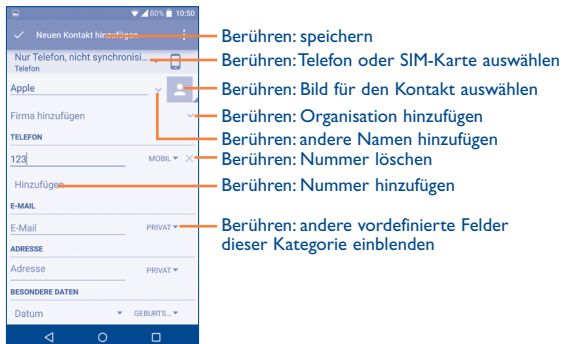 80% 10:50
Neuen Kontakt hinzufügen
Berühren: speichern
Nur Telefon, nicht synchronisi...
Telefon
Berühren: Telefon oder SIM-Karte auswählen
Apple
Berühren: Bild für den Kontakt auswählen
Firma hinzufügen
Berühren: Organisation hinzufügen
Berühren: andere Namen hinzufügen
TELEFON
123 MOBIL
Berühren: Nummer löschen
Hinzufügen
Berühren: Nummer hinzufügen
E-MAIL
E-Mail PRIVAT
Berühren: andere vordefinierte Felder
dieser Kategorie einblenden
ADRESSE
Adresse PRIVAT
BESONDERE DATEN
Datum GEBURTS...